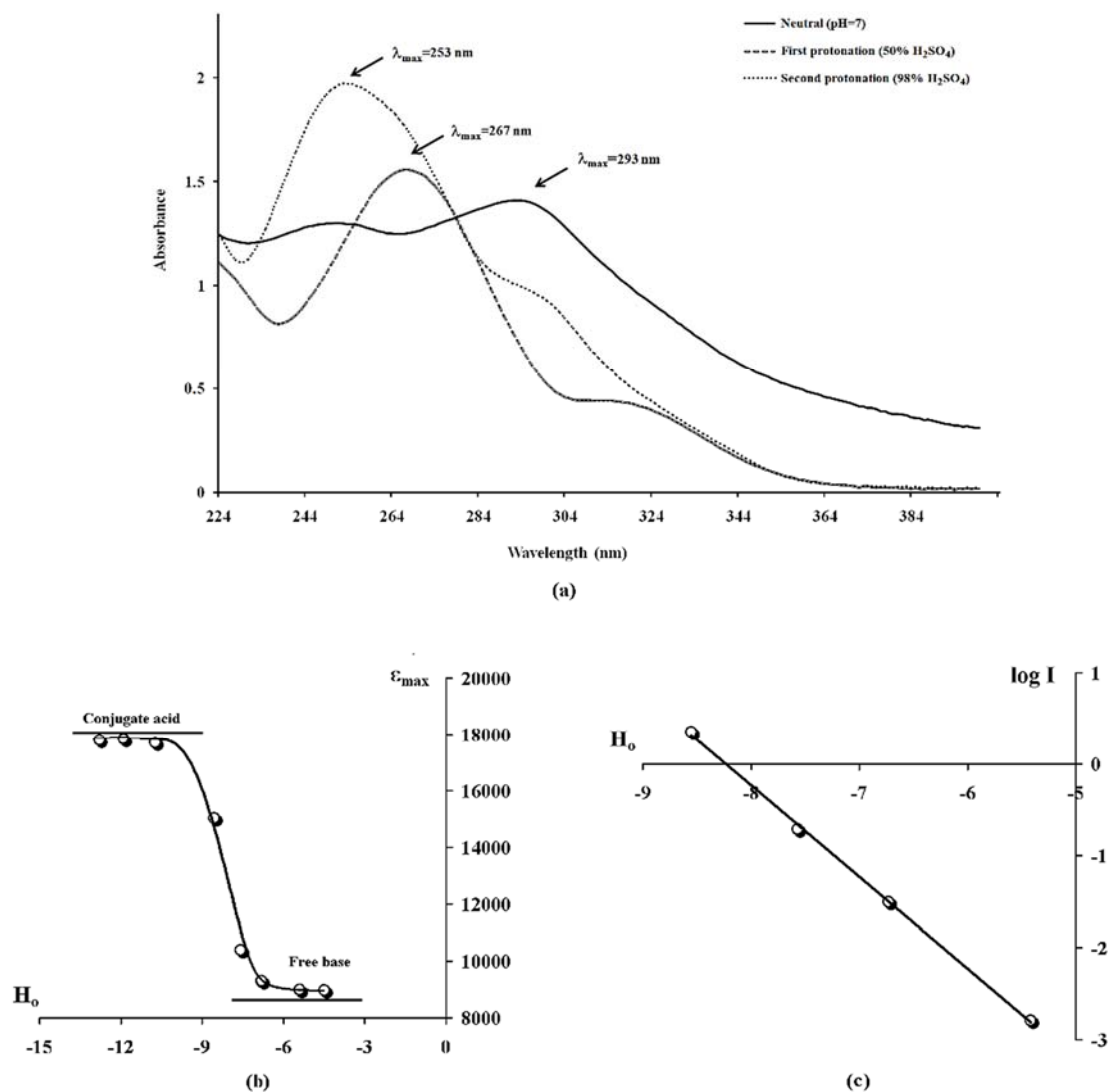 Neutral (pH=7)
First protonation (50% H₂SO₄)
Second protonation (98% H₂SO₄)
λmax=253 nm
λmax=267 nm
λmax=293 nm
Absorbance
2
1.5
1
0.5
0
224 244 264 284 304 324 344 364 384
Wavelength (nm)
(a)
εmax
20000
18000
16000
14000
12000
10000
8000
Conjugate acid
Free base
Hₒ
-15 -12 -9 -6 -3 0
(b)
log I
1
0
-1
-2
-3
Hₒ
-9 -8 -7 -6 -5
(c)